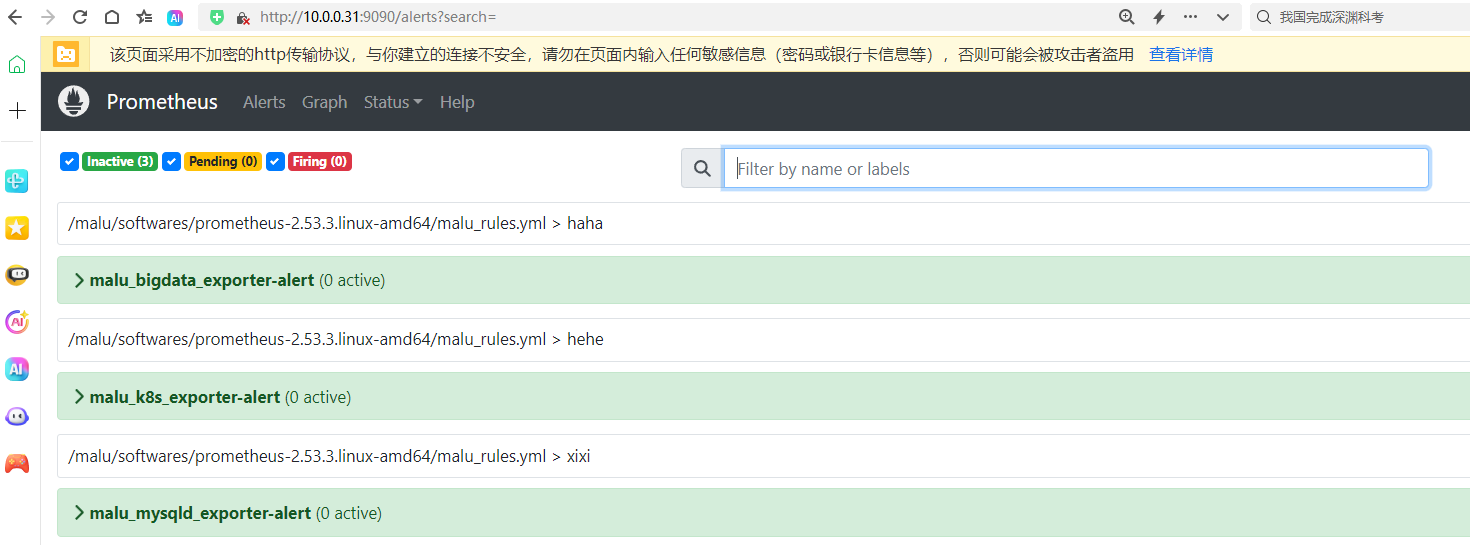 http://10.0.0.31:9090/alerts?search=
我国完成深渊科考
该页面采用不加密的http传输协议，与你建立的连接不安全，请勿在页面内输入任何敏感信息（密码或银行卡信息等），否则可能会被攻击者盗用 查看详情
Prometheus Alerts Graph Status Help
Inactive (3) Pending (0) Firing (0)
Filter by name or labels
/malu/softwares/prometheus-2.53.3.linux-amd64/malu_rules.yml > haha
malu_bigdata_exporter-alert (0 active)
/malu/softwares/prometheus-2.53.3.linux-amd64/malu_rules.yml > hehe
malu_k8s_exporter-alert (0 active)
/malu/softwares/prometheus-2.53.3.linux-amd64/malu_rules.yml > xixi
malu_mysqld_exporter-alert (0 active)
AI
AI
AI